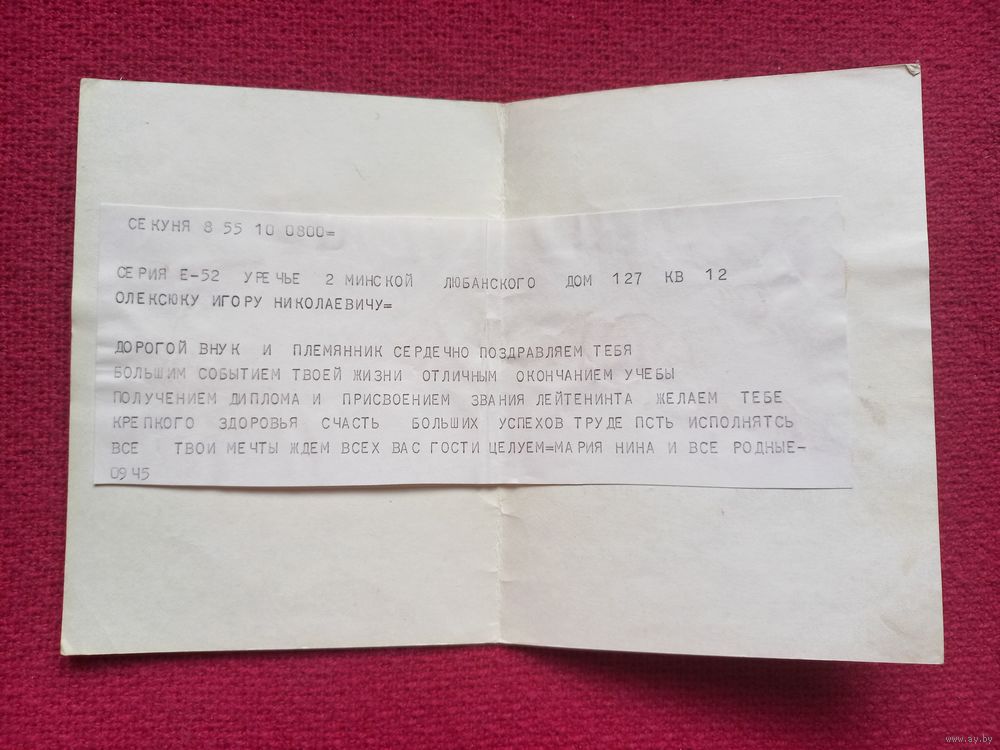 СЕКУНЯ 8 55 10 0800=
СЕРИЯ Е-52 УРЕЧЬЕ 2 МИНСКОЙ ЛЮБАНСКОГО ДОМ 127 КВ 12
ОЛЕКСЮКУ ИГОРУ НИКОЛАЕВИЧУ=
ДОРОГОЙ ВНУК И ПЛЕМЯННИК СЕРДЕЧНО ПОЗДРАВЛЯЕМ ТЕБЯ
БОЛЬШИМ СОБЫТИЕМ ТВОЕЙ ЖИЗНИ ОТЛИЧНЫМ ОКОНЧАНИЕМ УЧЕБЫ
ПОЛУЧЕНИЕМ ДИПЛОМА И ПРИСВОЕНИЕМ ЗВАНИЯ ЛЕЙТЕНИНТА ЖЕЛАЕМ ТЕБЕ
КРЕПКОГО ЗДОРОВЬЯ СЧАСТЬ БОЛЬШИХ УСПЕХОВ ТРУДЕ ПСТЬ ИСПОЛНЯТСЬ
ВСЕ ТВОИ МЕЧТЫ ЖДЕМ ВСЕХ ВАС ГОСТИ ЦЕЛУЕМ=МАРИЯ НИНА И ВСЕ РОДНЫЕ-
09 45
www.ay.by